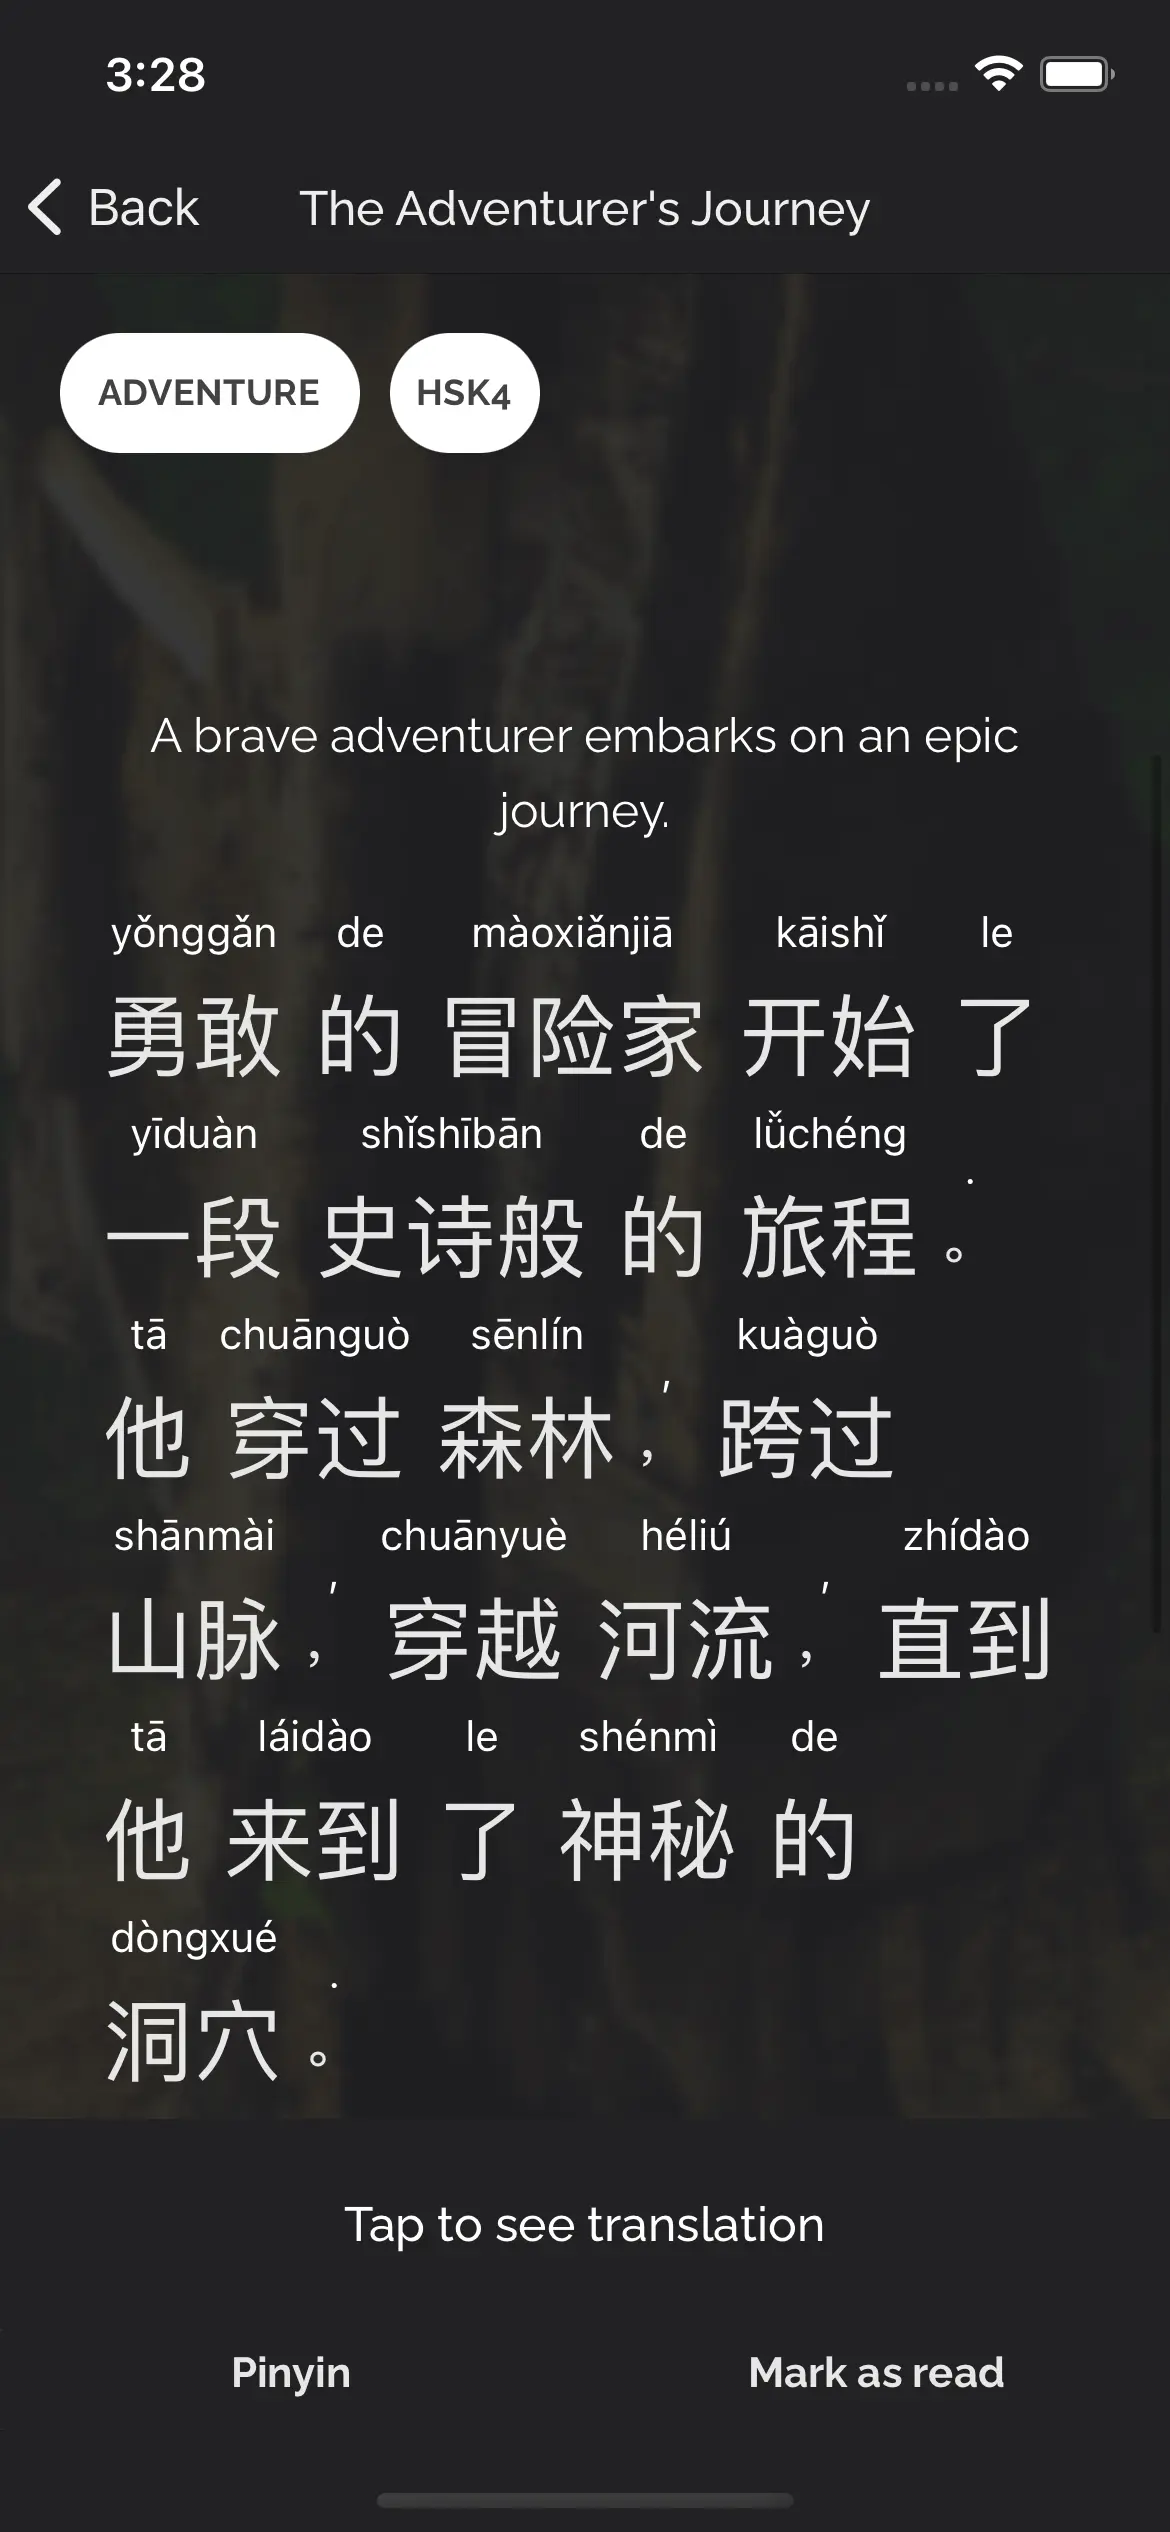 3:28
Back
The Adventurer's Journey
ADVENTURE
HSK4
A brave adventurer embarks on an epic
journey.
yǒnggǎn de màoxiǎnjiā kāishǐ le
勇敢 的 冒险家 开始 了
yīduàn shǐshībān de lǚchéng .
一段 史诗般 的 旅程 。
tā chuānguò sēnlín , kuàguò
他 穿过 森林 , 跨过
shānmài , chuānyuè héliú , zhídào
山脉 , 穿越 河流 , 直到
tā láidào le shénmì de
他 来到 了 神秘 的
dòngxué .
洞穴 。
Tap to see translation
Pinyin
Mark as read